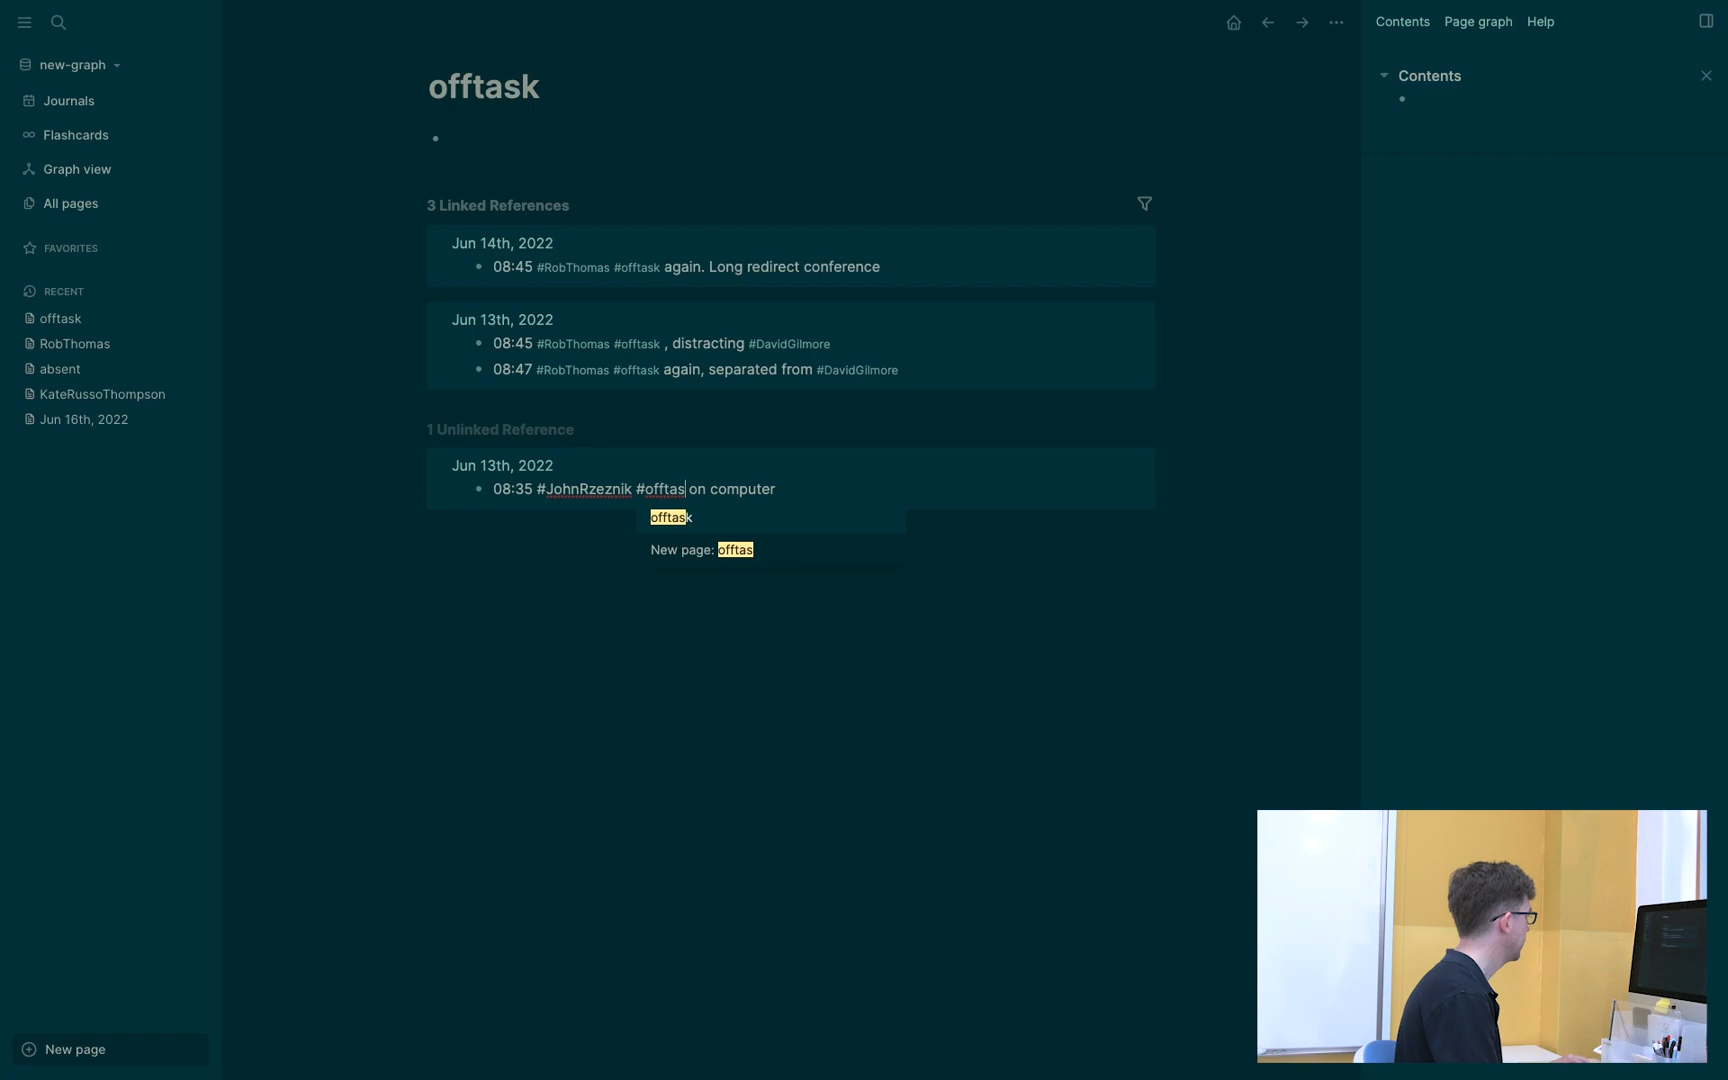 Contents Page graph Help
new-graph
Journals
Flashcards
Graph view
All pages
FAVORITES
RECENT
offtask
RobThomas
absent
KateRussoThompson
Jun 16th, 2022
New page
offtask
3 Linked References
Jun 14th, 2022
08:45 #RobThomas #offtask again. Long redirect conference
Jun 13th, 2022
08:45 #RobThomas #offtask , distracting #DavidGilmore
08:47 #RobThomas #offtask again, separated from #DavidGilmore
1 Unlinked Reference
Jun 13th, 2022
08:35 #JohnRzeznik #offtas on computer
offtask
New page: offtas
Contents